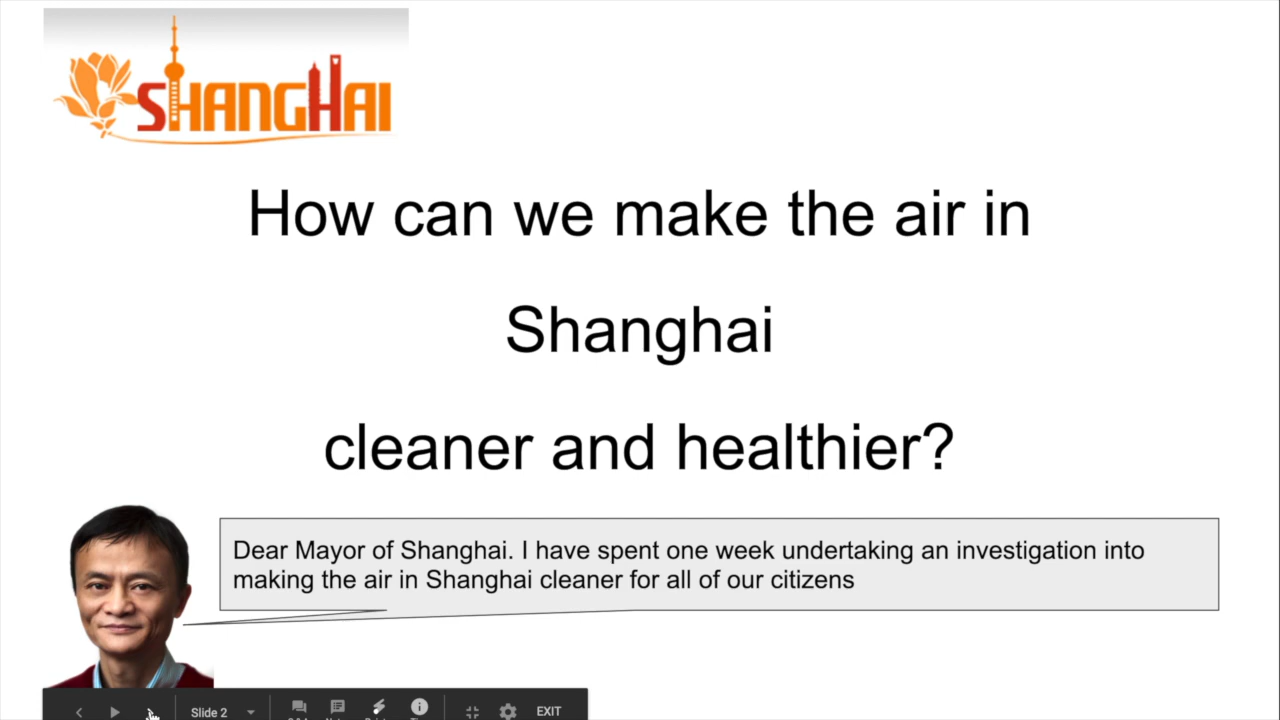 SHANGHAI
How can we make the air in
Shanghai
cleaner and healthier?
Dear Mayor of Shanghai. I have spent one week undertaking an investigation into
making the air in Shanghai cleaner for all of our citizens
Slide 2
EXIT